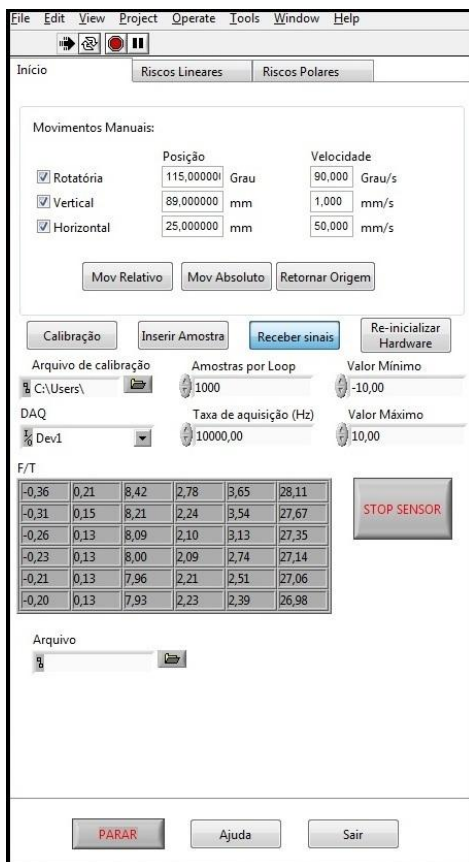 File Edit View Project Operate Tools Window Help
Início Riscos Lineares Riscos Polares
Movimentos Manuais:
Posição Velocidade
Rotatória 115,000000 Grau 90,000 Grau/s
Vertical 89,000000 mm 1,000 mm/s
Horizontal 25,000000 mm 50,000 mm/s
Mov Relativo Mov Absoluto Retornar Origem
Calibração Inserir Amostra Receber sinais Re-inicializar
Hardware
Arquivo de calibração Amostras por Loop Valor Mínimo
C:\Users\ 1000 -10,00
DAQ Taxa de aquisição (Hz) Valor Máximo
Dev1 10000,00 10,00
F/T
-0,36 0,21 8,42 2,78 3,65 28,11
-0,31 0,15 8,21 2,24 3,54 27,67
-0,26 0,13 8,09 2,10 3,13 27,35
-0,23 0,13 8,00 2,09 2,74 27,14
-0,21 0,13 7,96 2,21 2,51 27,06
-0,20 0,13 7,93 2,23 2,39 26,98
STOP SENSOR
Arquivo
PARAR Ajuda Sair